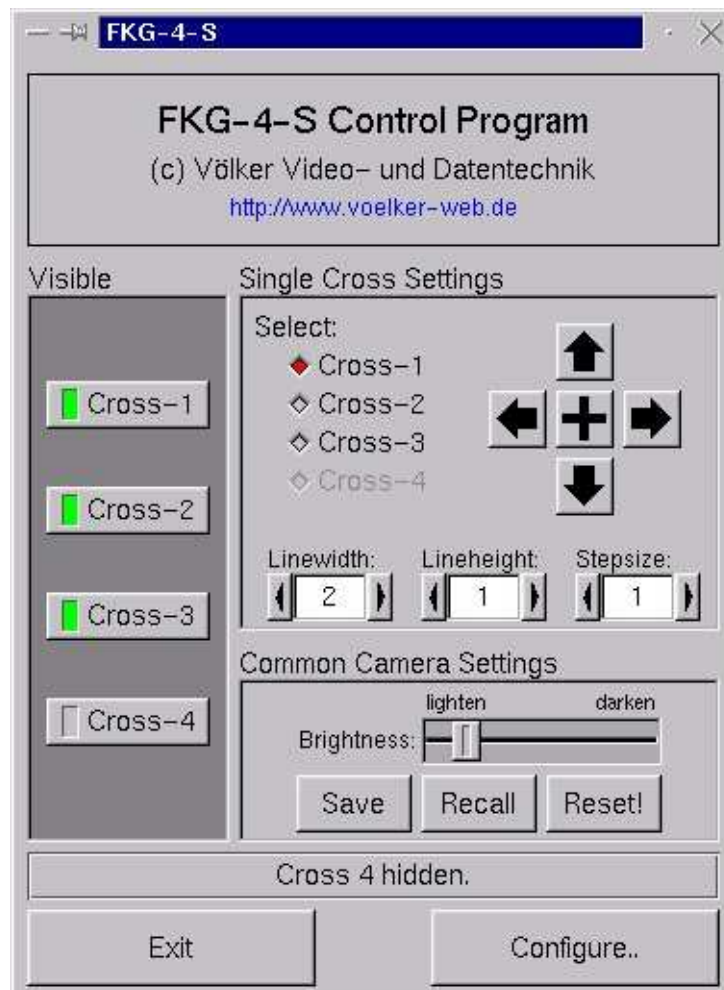 FKG-4-S
FKG-4-S Control Program
(c) Völker Video- und Datentechnik
http://www.voelker-web.de
Visible
Cross-1
Cross-2
Cross-3
Cross-4
Single Cross Settings
Select:
Cross-1
Cross-2
Cross-3
Cross-4
Linewidth: Lineheight: Stepsize:
2 1 1
Common Camera Settings
lighten darken
Brightness:
Save Recall Reset!
Cross 4 hidden.
Exit Configure..